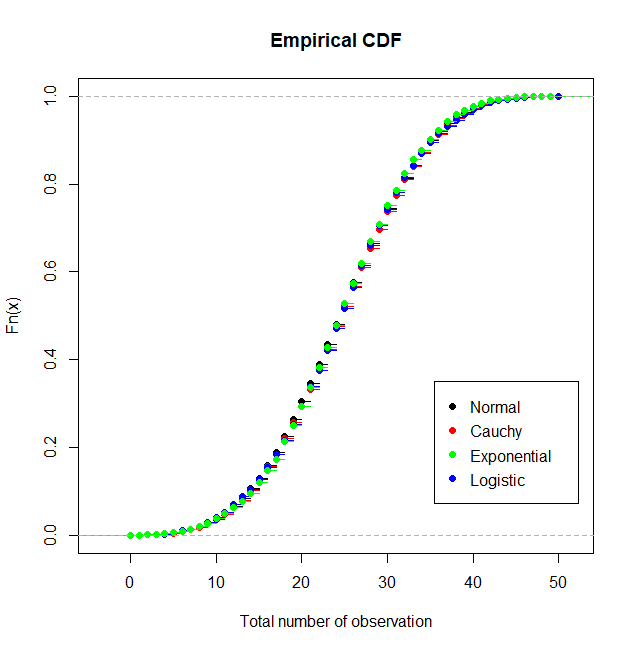 Empirical CDF
Fn(x)
1.0
0.8
0.6
0.4
0.2
0.0
Normal
Cauchy
Exponential
Logistic
0 10 20 30 40 50
Total number of observation